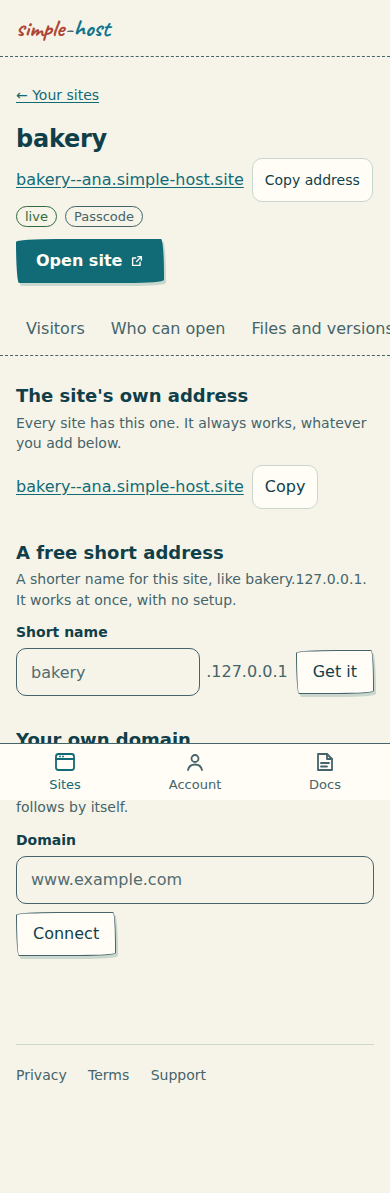 simple-host
← Your sites
bakery
bakery--ana.simple-host.site Copy address
live Passcode
Open site
Visitors Who can open Files and versions
The site's own address
Every site has this one. It always works, whatever
you add below.
bakery--ana.simple-host.site Copy
A free short address
A shorter name for this site, like bakery.127.0.0.1.
It works at once, with no setup.
Short name
bakery .127.0.0.1 Get it
Your own domain
Sites Account Docs
follows by itself.
Domain
www.example.com
Connect
Privacy Terms Support